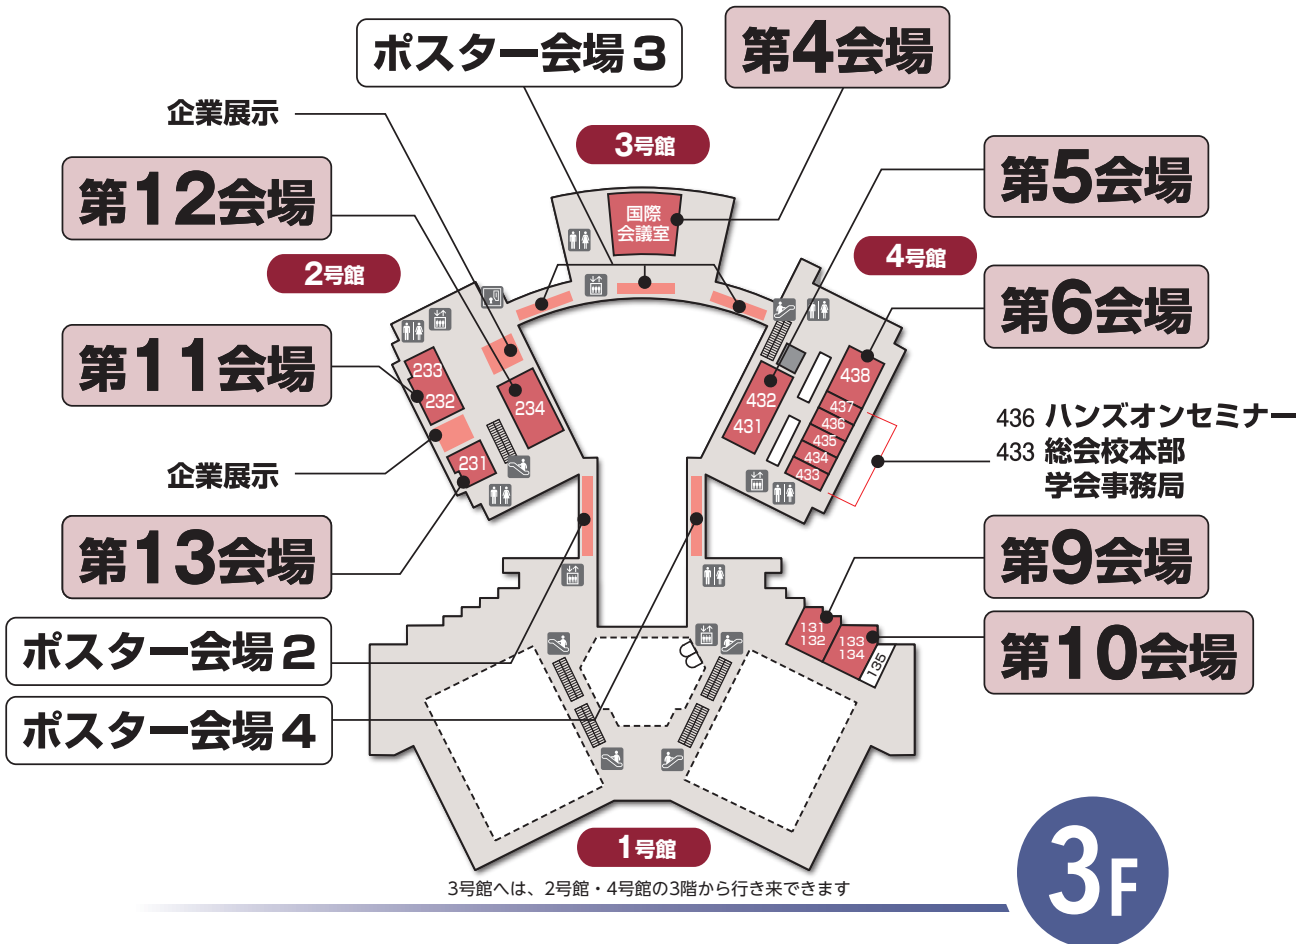 ポスター会場3
第4会場
企業展示
3号館
第12会場
第5会場
国際
会議室
2号館
4号館
第6会場
第11会場
233
232
234
231
438
432
431
437
436
435
434
433
436 ハンズオンセミナー
433 総会校本部
学会事務局
企業展示
第13会場
第9会場
ポスター会場2
131
132
133
134
135
第10会場
ポスター会場4
1号館
3号館へは、2号館・4号館の3階から行き来できます
3F